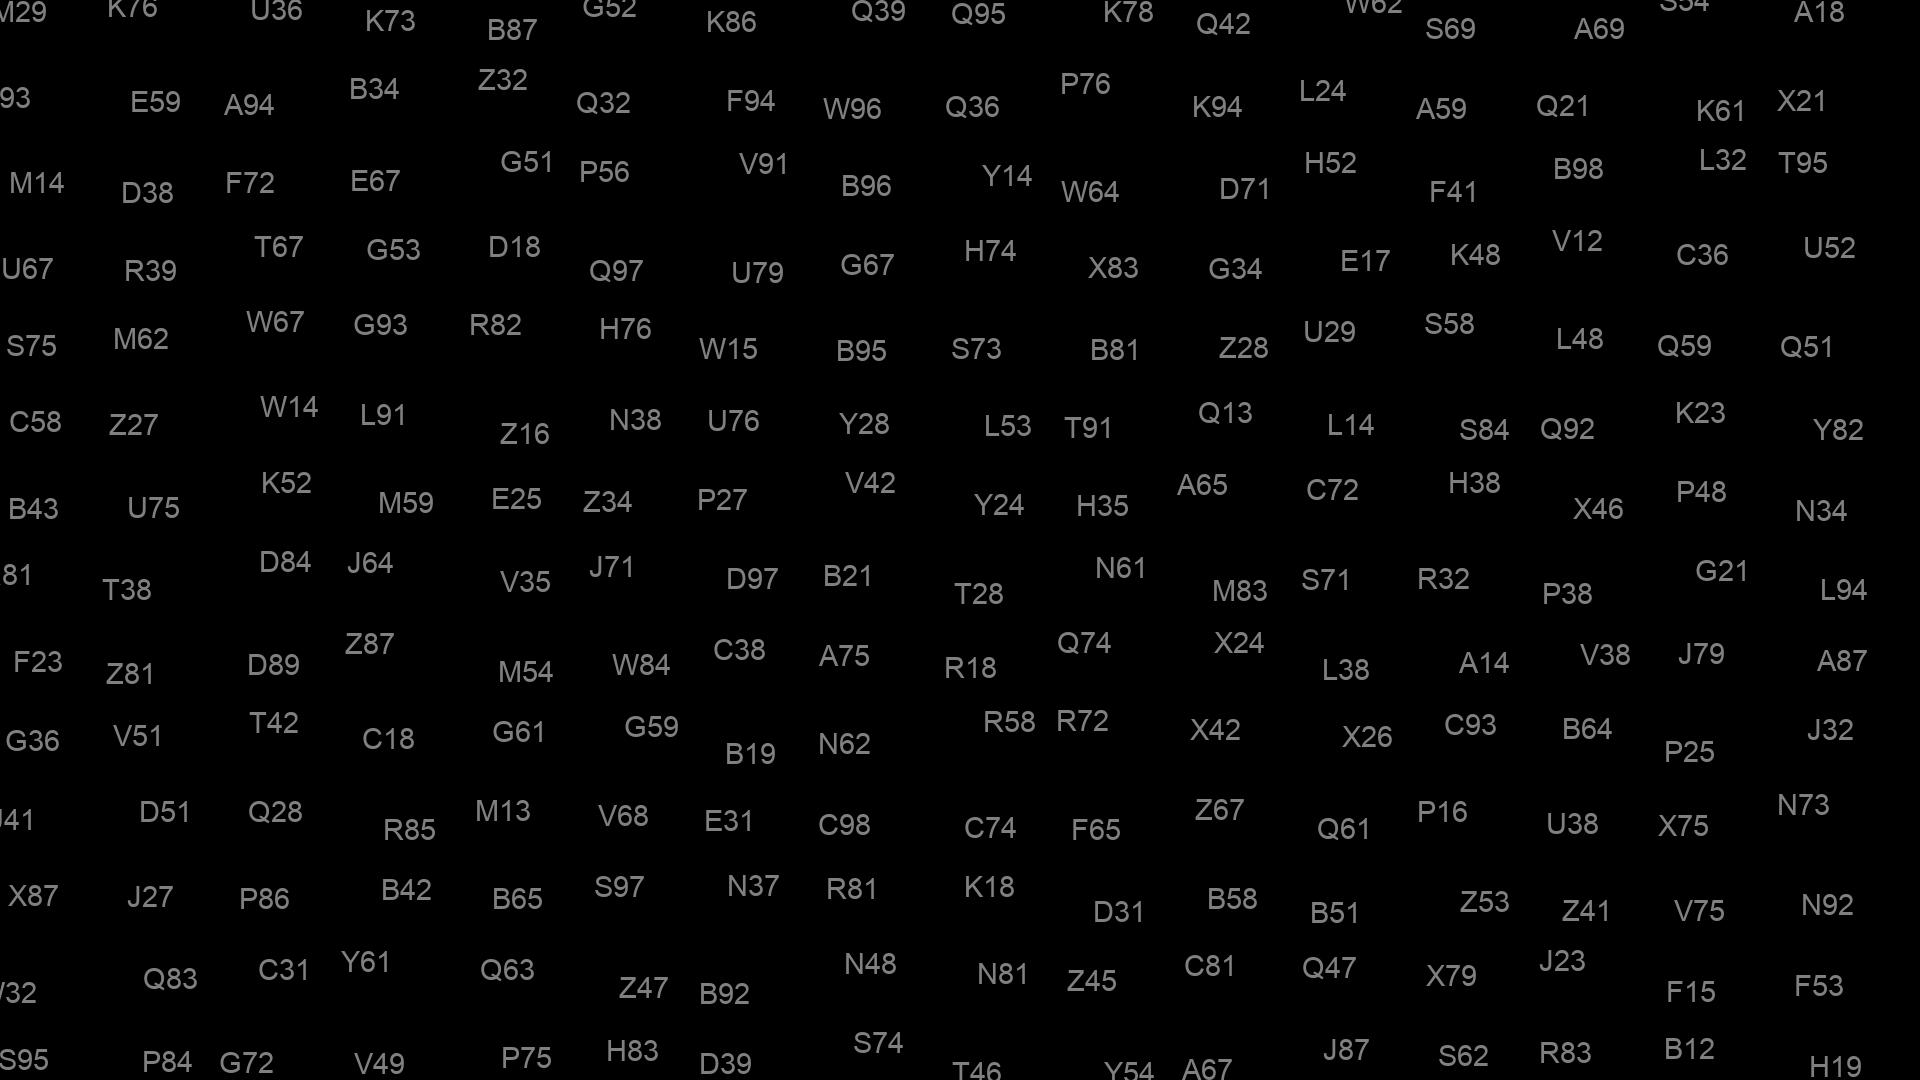 M29 K76 U36 K73 B87 G52 K86 Q39 Q95 K78 Q42 W62 S69 A69 S54 A18
93 E59 A94 B34 Z32 Q32 F94 W96 Q36 P76 K94 L24 A59 Q21 K61 X21
M14 D38 F72 E67 G51 P56 V91 B96 Y14 W64 D71 H52 F41 B98 L32 T95
U67 R39 T67 G53 D18 Q97 U79 G67 H74 X83 G34 E17 K48 V12 C36 U52
S75 M62 W67 G93 R82 H76 W15 B95 S73 B81 Z28 U29 S58 L48 Q59 Q51
C58 Z27 W14 L91 Z16 N38 U76 Y28 L53 T91 Q13 L14 S84 Q92 K23 Y82
B43 U75 K52 M59 E25 Z34 P27 V42 Y24 H35 A65 C72 H38 X46 P48 N34
81 T38 D84 J64 V35 J71 D97 B21 T28 N61 M83 S71 R32 P38 G21 L94
F23 Z81 D89 Z87 M54 W84 C38 A75 R18 Q74 X24 L38 A14 V38 J79 A87
G36 V51 T42 C18 G61 G59 B19 N62 R58 R72 X42 X26 C93 B64 P25 J32
41 D51 Q28 R85 M13 V68 E31 C98 C74 F65 Z67 Q61 P16 U38 X75 N73
X87 J27 P86 B42 B65 S97 N37 R81 K18 D31 B58 B51 Z53 Z41 V75 N92
32 Q83 C31 Y61 Q63 Z47 B92 N48 N81 Z45 C81 Q47 X79 J23 F15 F53
S95 P84 G72 V49 P75 H83 D39 S74 T46 Y54 A67 J87 S62 R83 B12 H19